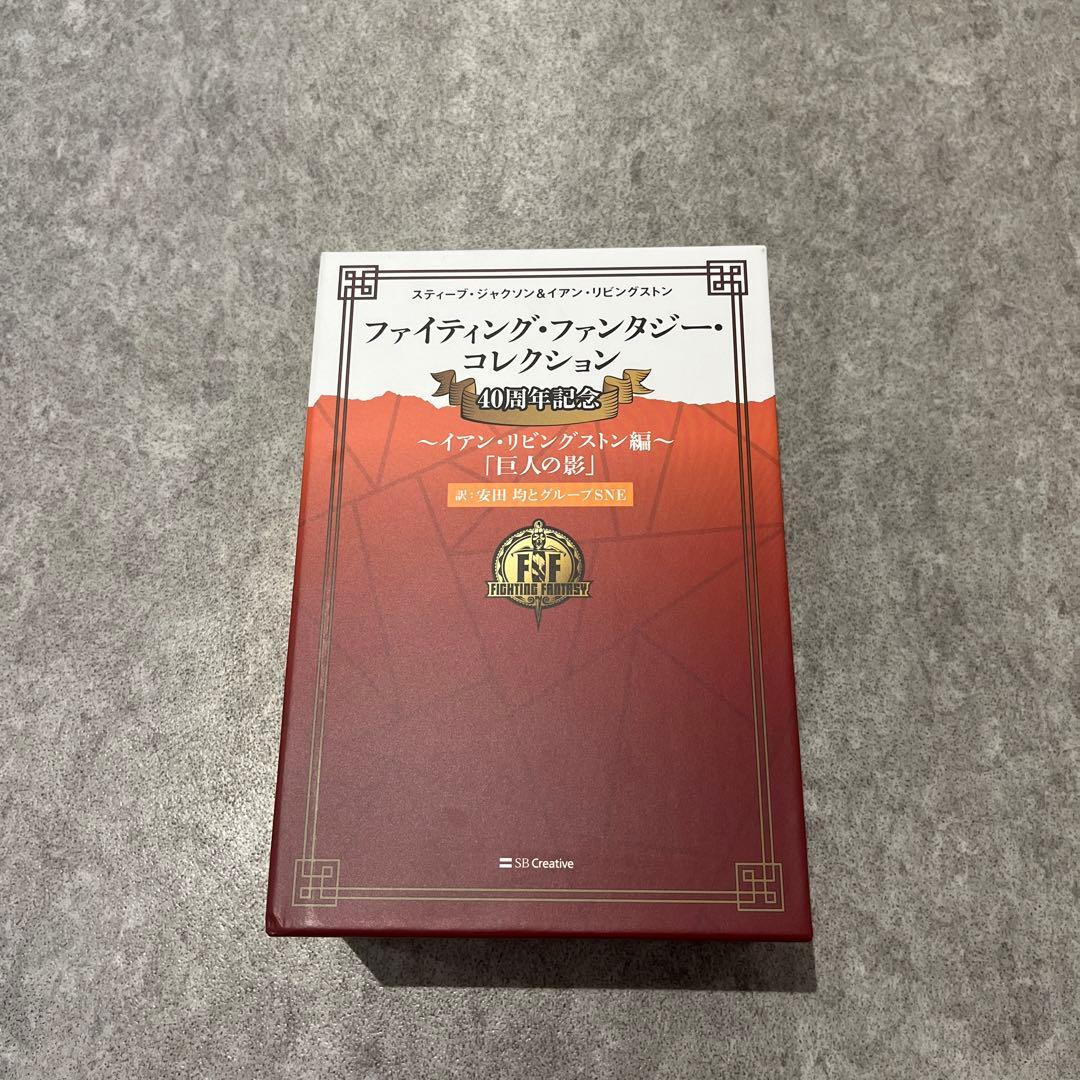 スティーブ・ジャクソン&イアン・リビングストン
ファイティング・ファンタジー・
コレクション
40周年記念
～イアン・リビングストン編～
「巨人の影」
訳：安田 均とグループSNE
FF
FIGHTING FANTASY
SB Creative